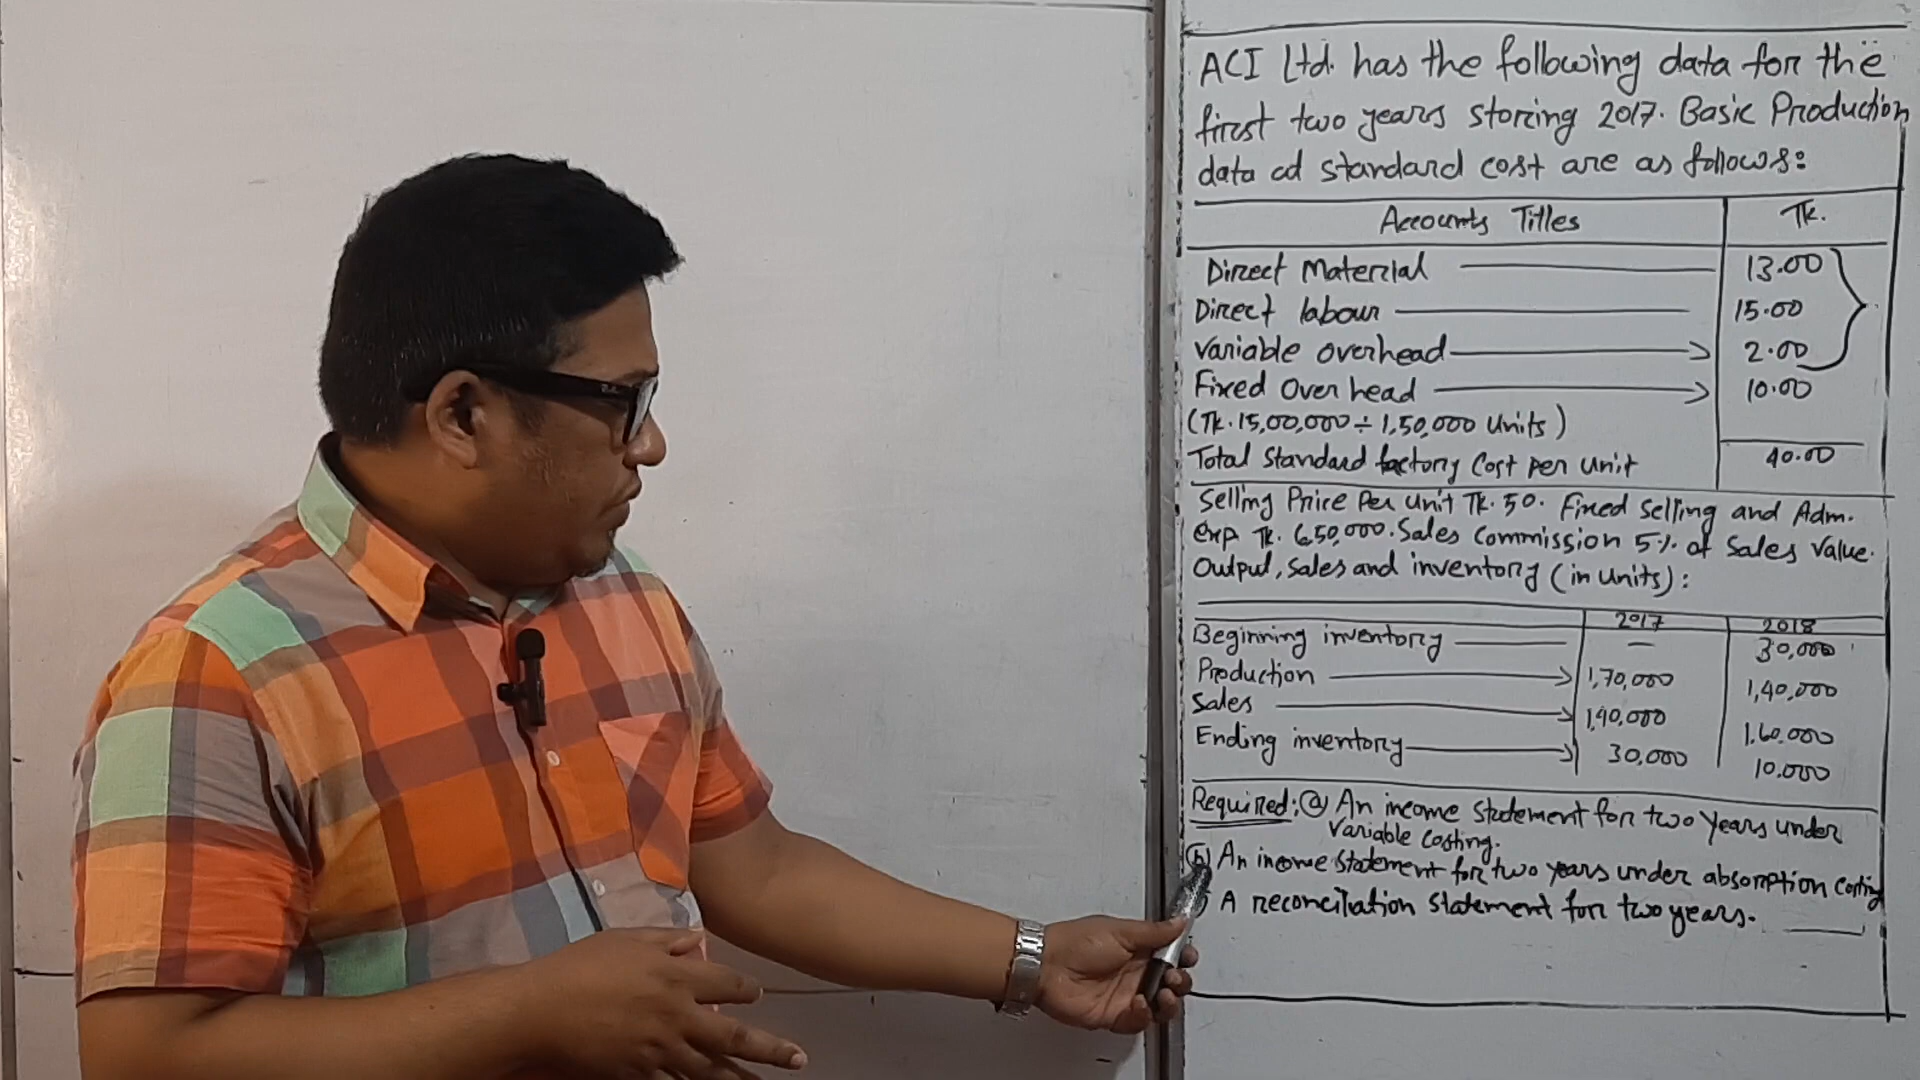 ACI Ltd. has the following data for the
first two years storing 2017. Basic Production
data ad standard cost are as follows:
Accounts Titles Tk.
Direct Material 13.00
Direct labour 15.00
Variable overhead 2.00
Fixed Over head 10.00
(Tk. 15,00,000 ÷ 1,50,000 Units)
Total Standard factory Cost per unit 40.00
Selling Price Per unit Tk. 50. Fixed Selling and Adm.
exp Tk. 650,000. Sales Commission 5% of Sales Value.
Output, Sales and inventory (in units):
2017 2018
Beginning inventory — 30,000
Production 1,70,000 1,40,000
Sales 1,40,000 1,60,000
Ending inventory 30,000 10,000
Required: (a) An income Statement for two years under
Variable Costing.
(b) An income Statement for two years under absorption Costing
A reconciliation Statement for two years.